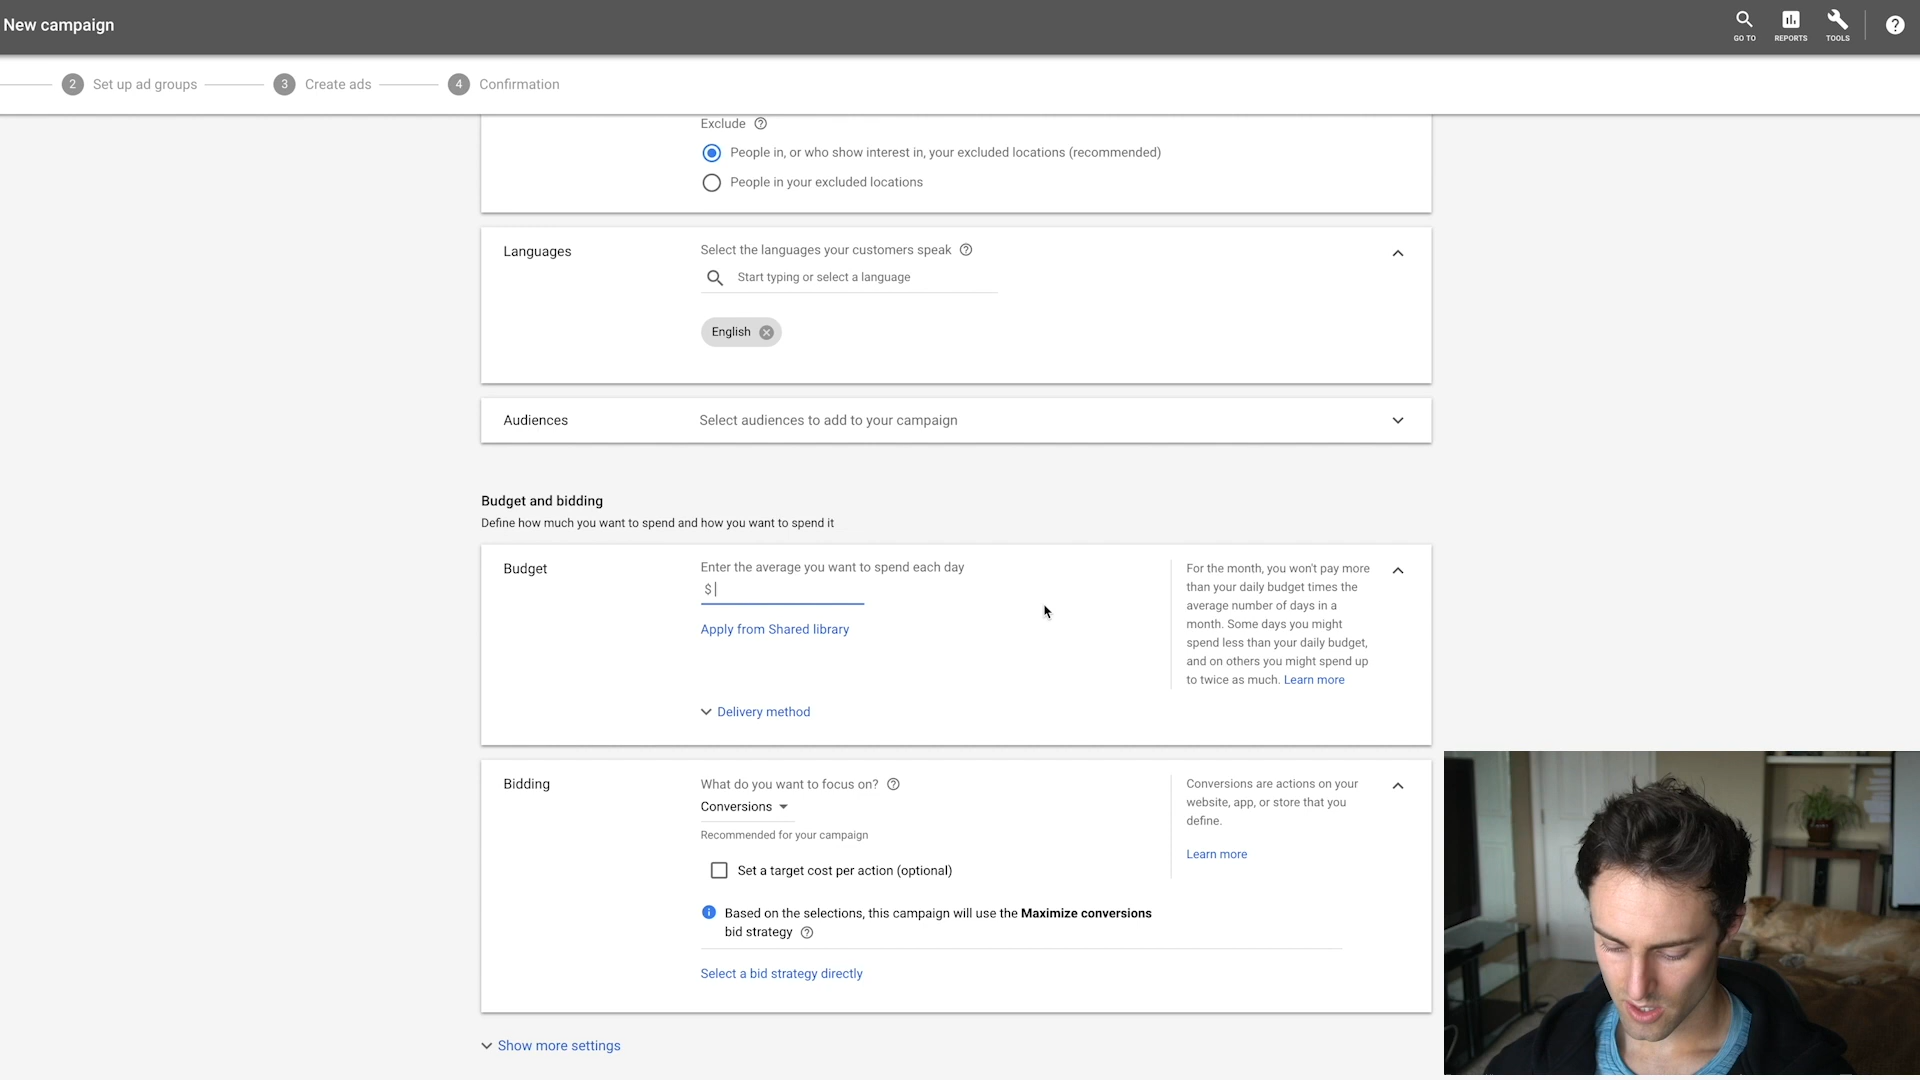 New campaign
GO TO
REPORTS
TOOLS
?
2 Set up ad groups
3 Create ads
4 Confirmation
Exclude ?
People in, or who show interest in, your excluded locations (recommended)
People in your excluded locations
Languages
Select the languages your customers speak ?
Start typing or select a language
English
Audiences
Select audiences to add to your campaign
Budget and bidding
Define how much you want to spend and how you want to spend it
Budget
Enter the average you want to spend each day
$
Apply from Shared library
Delivery method
For the month, you won't pay more
than your daily budget times the
average number of days in a
month. Some days you might
spend less than your daily budget,
and on others you might spend up
to twice as much. Learn more
Bidding
What do you want to focus on? ?
Conversions
Recommended for your campaign
Set a target cost per action (optional)
Based on the selections, this campaign will use the Maximize conversions
bid strategy ?
Select a bid strategy directly
Conversions are actions on your
website, app, or store that you
define.
Learn more
Show more settings